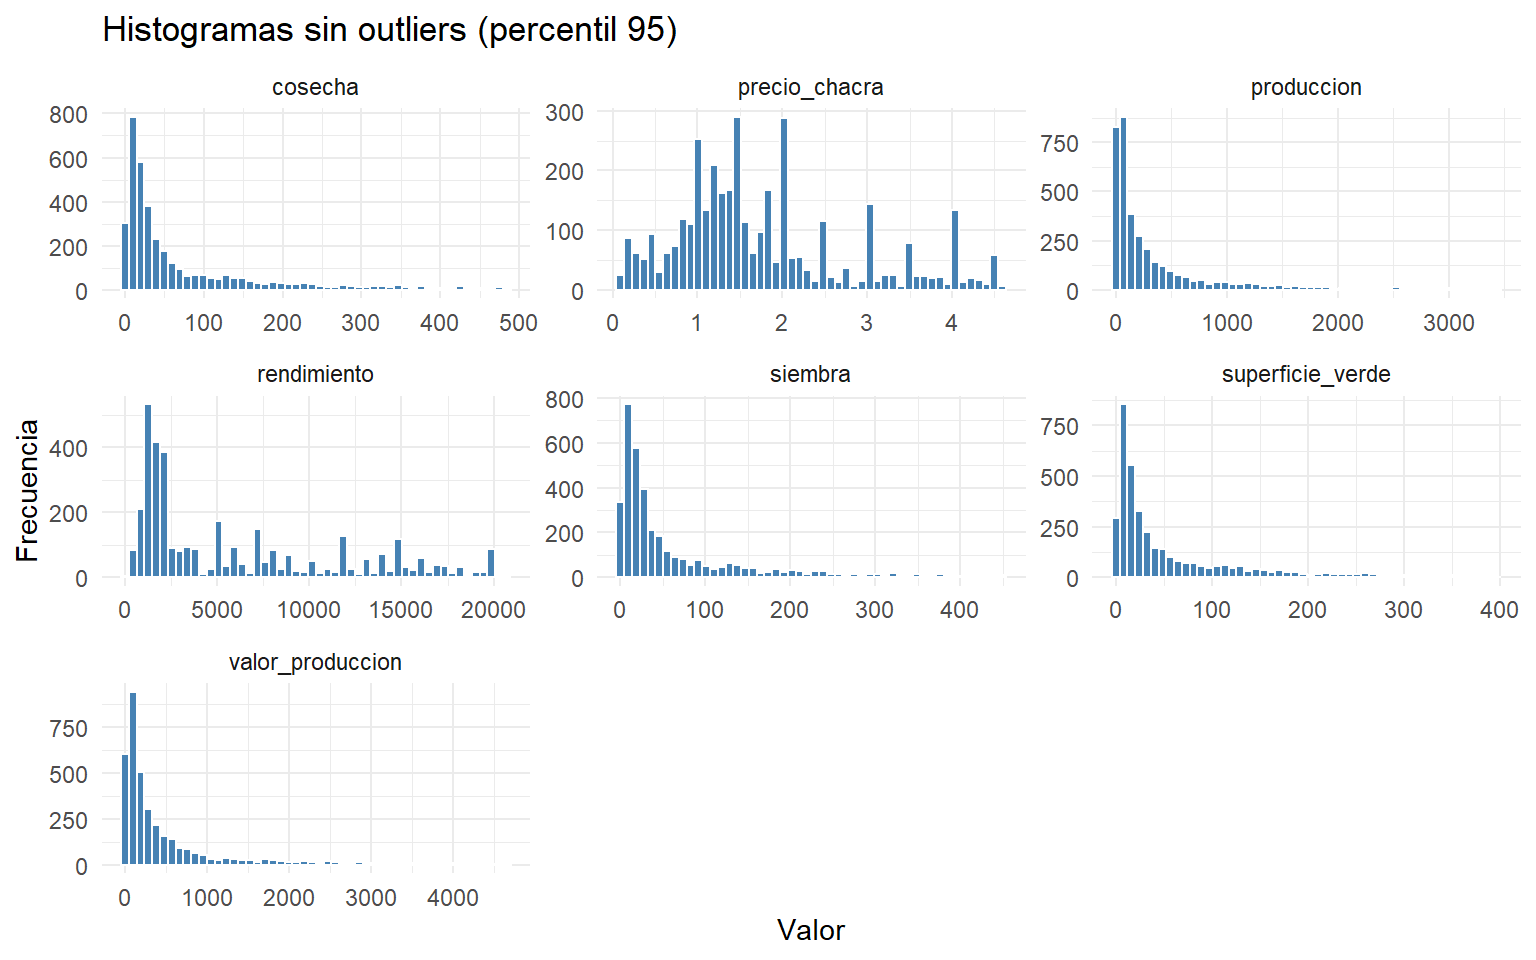 Histogramas sin outliers (percentil 95)
cosecha
precio_chacra
produccion
800
600
400
200
0
0 100 200 300 400 500
300
200
100
0
0 1 2 3 4
750
500
250
0
0 1000 2000 3000
rendimiento
siembra
superficie_verde
400
200
0
0 5000 10000 15000 20000
800
600
400
200
0
0 100 200 300 400
750
500
250
0
0 100 200 300 400
valor_produccion
750
500
250
0
0 1000 2000 3000 4000
Frecuencia
Valor